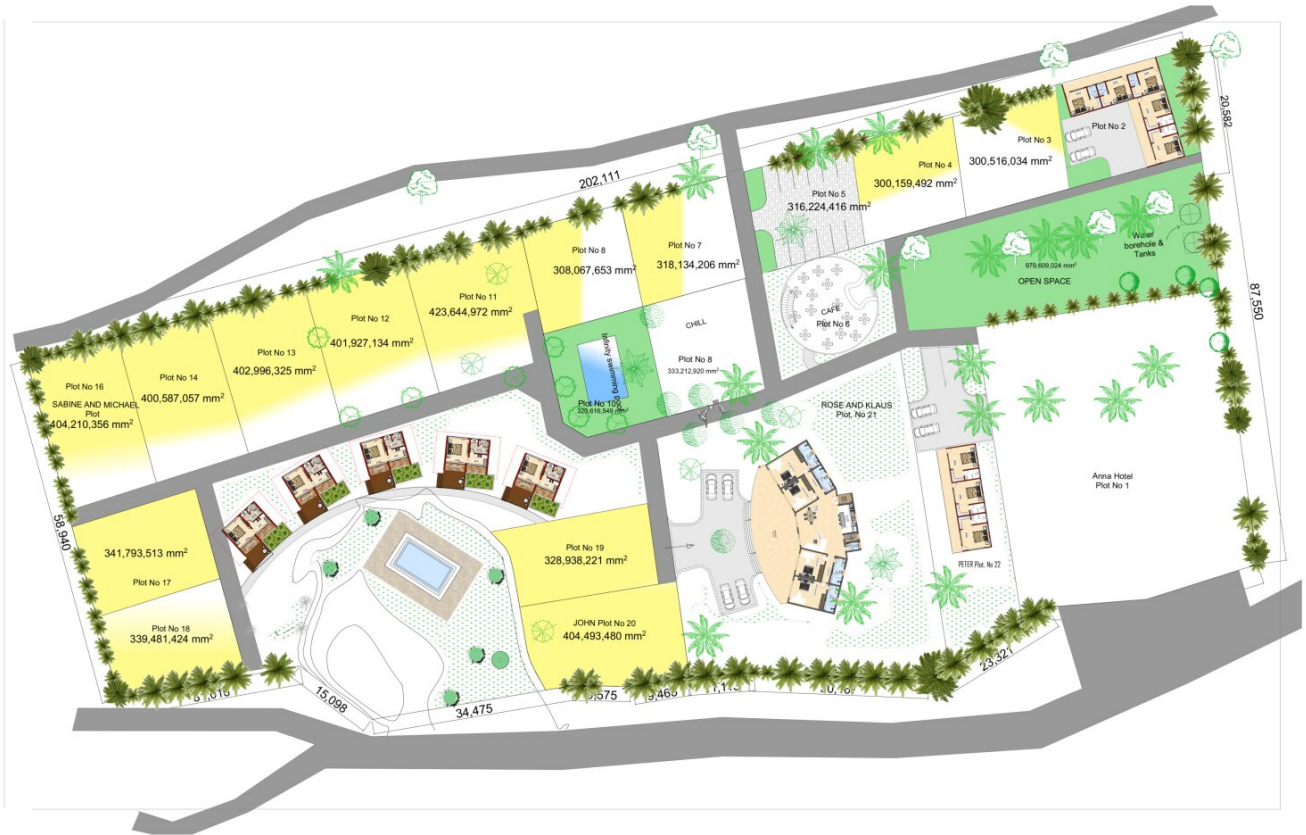 202,111
20,582
87,550
58,940
15,098
34,475
23,321
Plot No 2
Plot No 3
300,516,034 mm²
Plot No 4
300,159,492 mm²
Plot No 5
316,224,416 mm²
CAFE
Plot No 6
Water
borehole &
Tanks
979,609,024 mm²
OPEN SPACE
Plot No 7
318,134,206 mm²
Plot No 8
308,067,653 mm²
CHILL
Plot No 8
333,212,920 mm²
Infinity swimming pool
Plot No 10
320,616,549 mm²
Plot No 11
423,644,972 mm²
Plot No 12
401,927,134 mm²
Plot No 13
402,996,325 mm²
Plot No 14
400,587,057 mm²
Plot No 16
SABINE AND MICHAEL
Plot
404,210,356 mm²
341,793,513 mm²
Plot No 17
Plot No 18
339,481,424 mm²
Plot No 19
328,938,221 mm²
JOHN Plot No 20
404,493,480 mm²
ROSE AND KLAUS
Plot. No 21
PETER Plot. No 22
Anna Hotel
Plot No 1